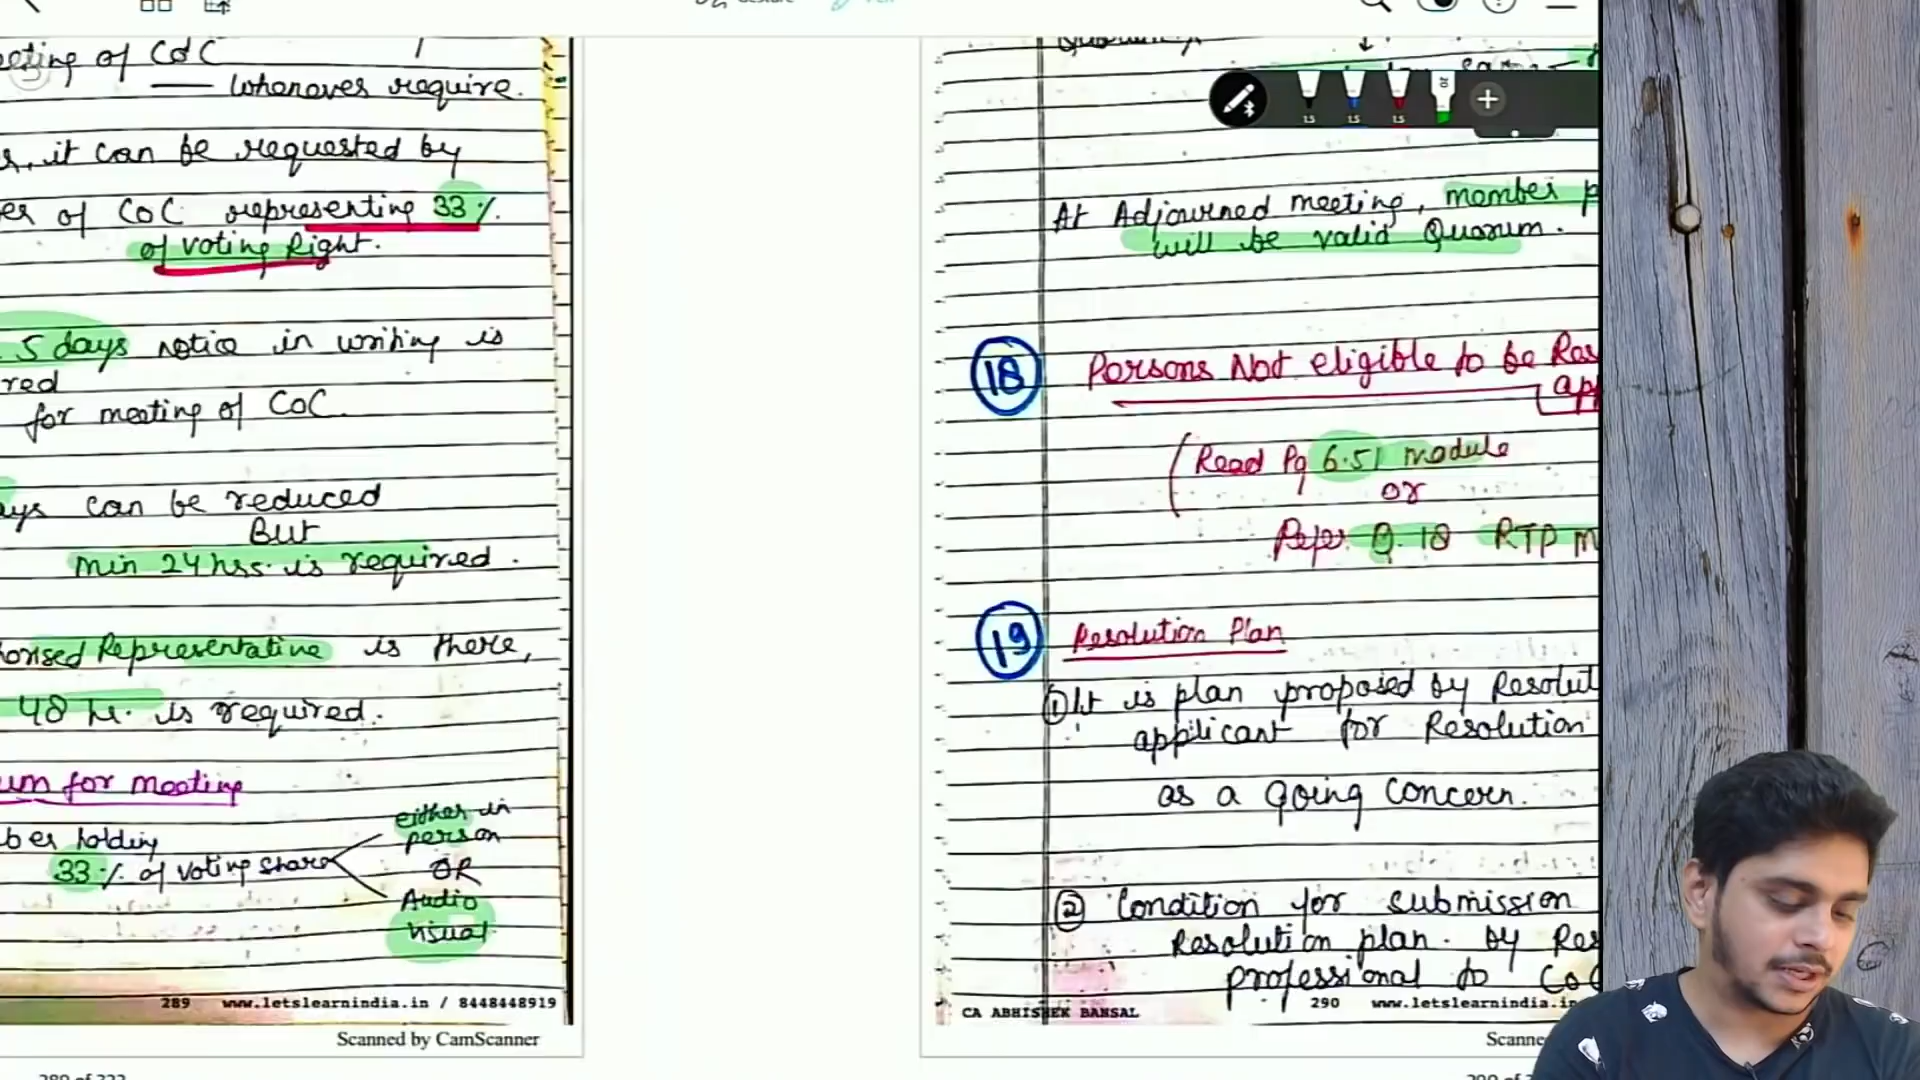 eeting of CoC
whenever require.
it can be requested by
of CoC representing 33%
of voting Right.
5 days notice in writing is
red
for meeting of CoC.
ays can be reduced
But
min 24 hrs. is required.
orised Representative is there,
48 hr. is required.
um for meeting
ber holding
33% of voting share
either in
person
OR
Audio
visual
289 www.letslearnindia.in / 8448448919
Scanned by CamScanner
Quorum,
At Adjourned meeting, member p
will be valid Quorum.
18 Persons Not eligible to be Res
app
(Read Pg 6.51 module
or
Refer Q. 18 RTP M
19 Resolution Plan
① It is plan proposed by Resolut
applicant for Resolution
as a going concern.
② Condition for submission
Resolution plan. by Res
professional to CoC
CA ABHISHEK BANSAL 290 www.letslearnindia.in
Scanne